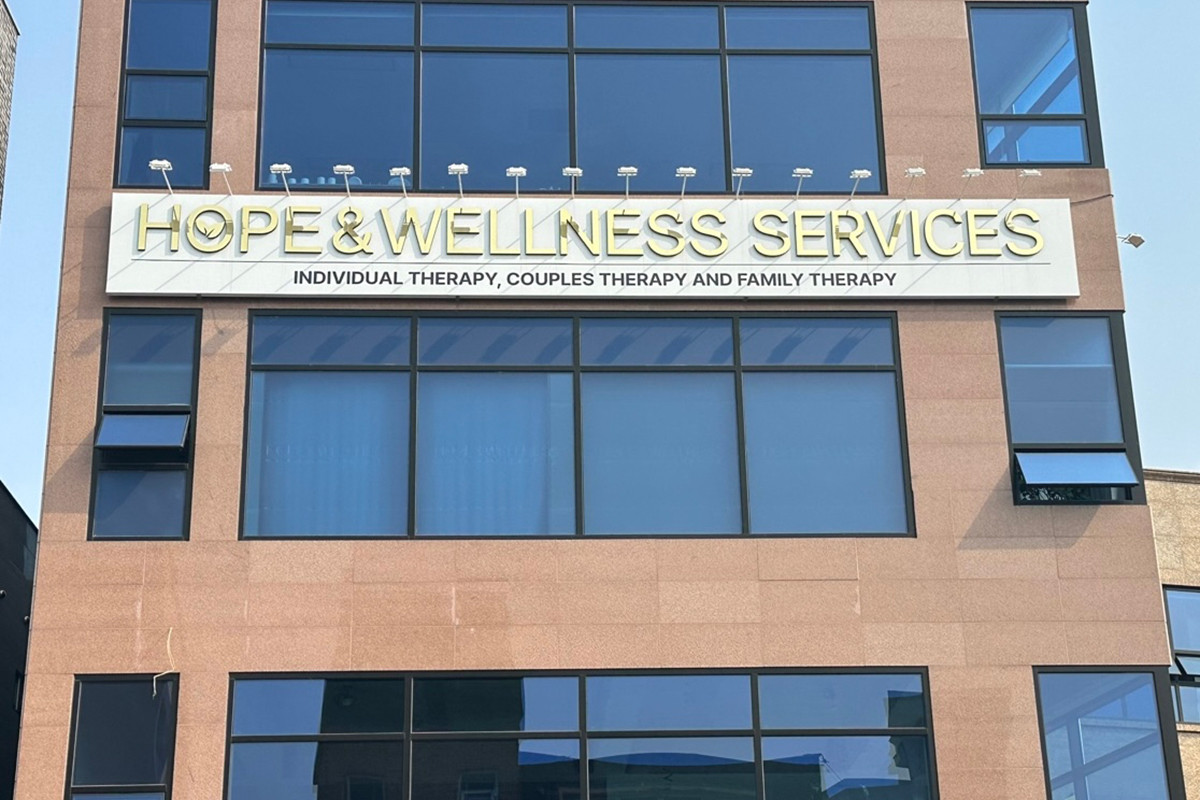 HOPE&WELLNESS SERVICES
INDIVIDUAL THERAPY, COUPLES THERAPY AND FAMILY THERAPY